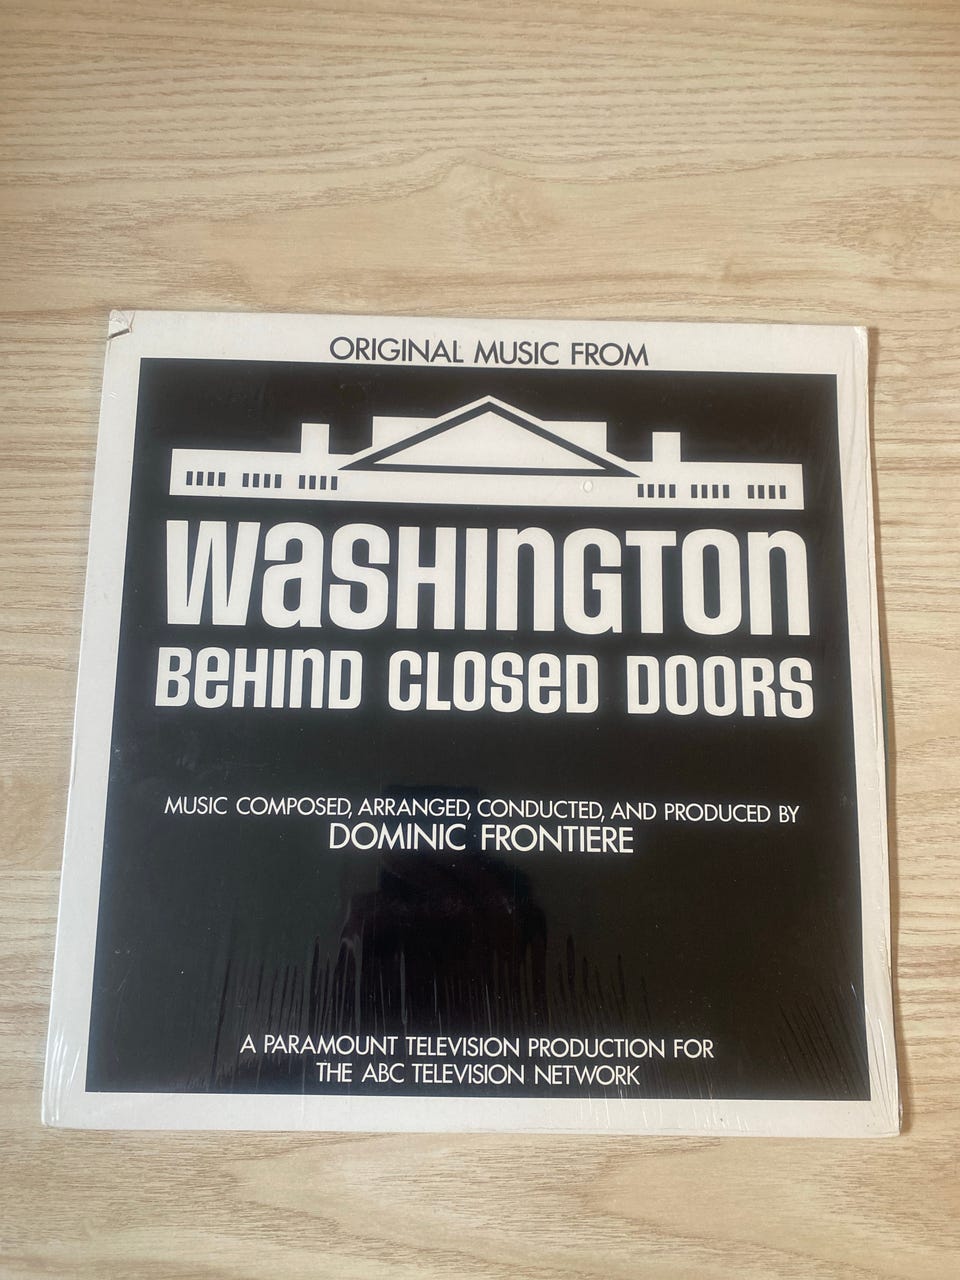 ORIGINAL MUSIC FROM
WaSHInGTOn
BeHInD CLOSeD DOORS
MUSIC COMPOSED, ARRANGED, CONDUCTED, AND PRODUCED BY
DOMINIC FRONTIERE
A PARAMOUNT TELEVISION PRODUCTION FOR
THE ABC TELEVISION NETWORK